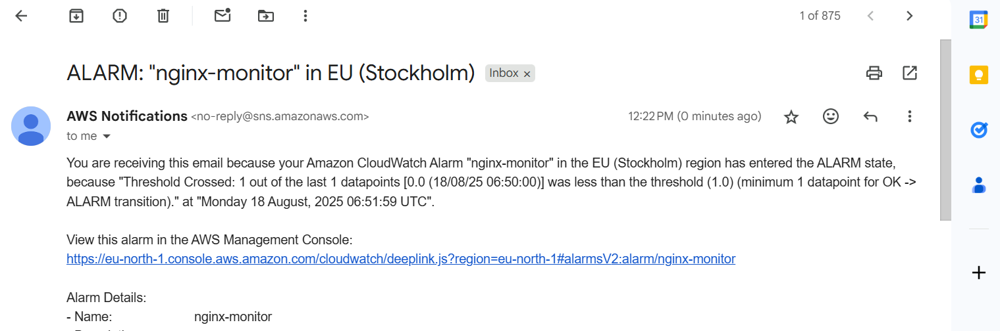 1 of 875
31
ALARM: "nginx-monitor" in EU (Stockholm)
Inbox ×
AWS Notifications <no-reply@sns.amazonaws.com>
12:22 PM (0 minutes ago)
to me
You are receiving this email because your Amazon CloudWatch Alarm "nginx-monitor" in the EU (Stockholm) region has entered the ALARM state,
because "Threshold Crossed: 1 out of the last 1 datapoints [0.0 (18/08/25 06:50:00)] was less than the threshold (1.0) (minimum 1 datapoint for OK ->
ALARM transition)." at "Monday 18 August, 2025 06:51:59 UTC".
View this alarm in the AWS Management Console:
https://eu-north-1.console.aws.amazon.com/cloudwatch/deeplink.js?region=eu-north-1#alarmsV2:alarm/nginx-monitor
Alarm Details:
- Name: nginx-monitor